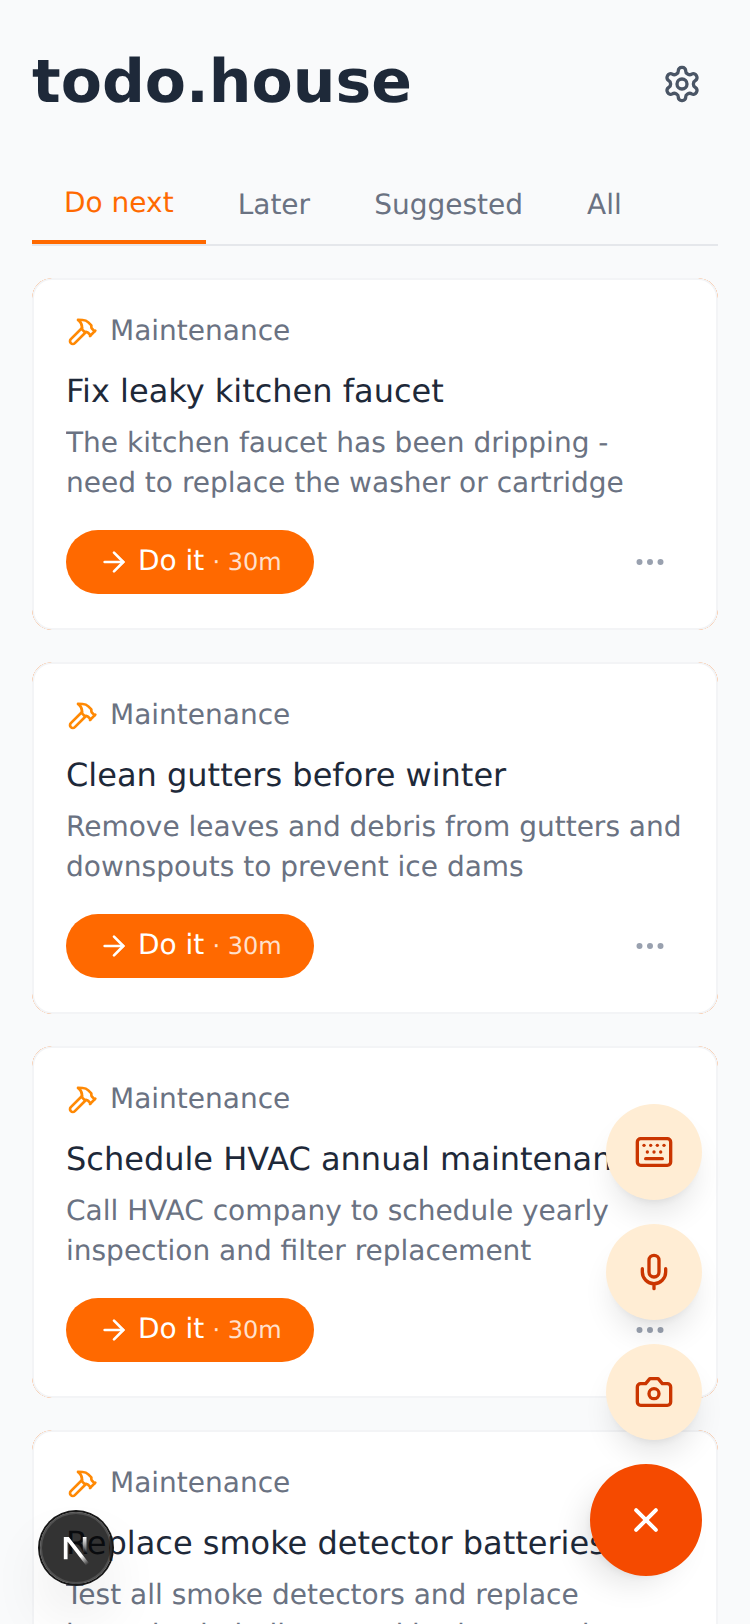 todo.house
Do next
Later
Suggested
All
Maintenance
Fix leaky kitchen faucet
The kitchen faucet has been dripping -
need to replace the washer or cartridge
Do it · 30m
Maintenance
Clean gutters before winter
Remove leaves and debris from gutters and
downspouts to prevent ice dams
Do it · 30m
Maintenance
Schedule HVAC annual
Call HVAC company to schedule yearly
inspection and filter replacement
Do it · 30m
Maintenance
Replace smoke detector batteries
Test all smoke detectors and replace